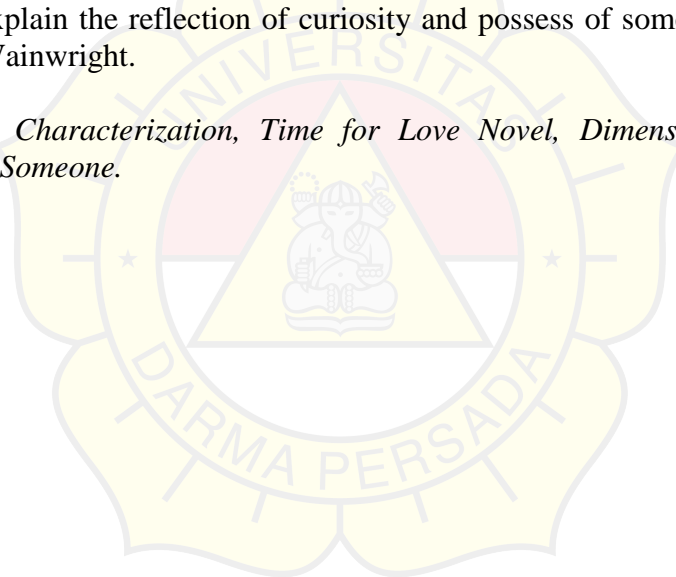 xplain the reflection of curiosity and possess of som
Vainwright.
Characterization, Time for Love Novel, Dimens
Someone.
UNIVERSITAS
DARMA PERSADA